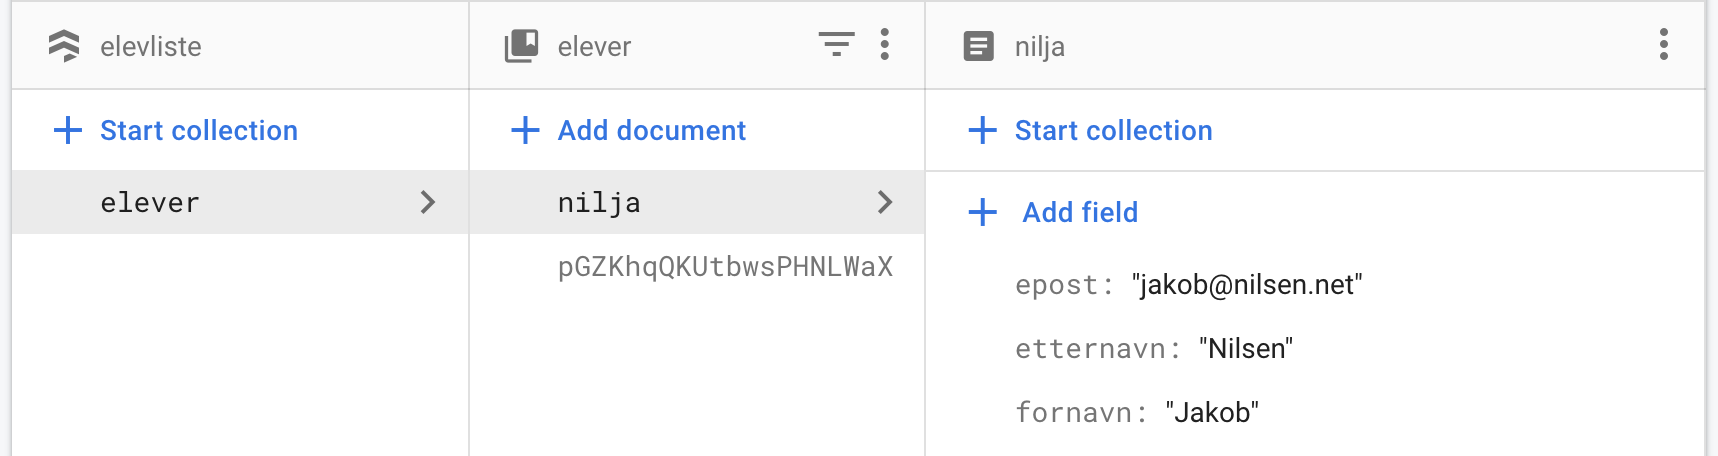 elevliste
elever
nilja
Start collection
Add document
Start collection
elever
nilja
Add field
pGZKhqQKUtbwsPHNLWaX
epost: "jakob@nilsen.net"
etternavn: "Nilsen"
fornavn: "Jakob"